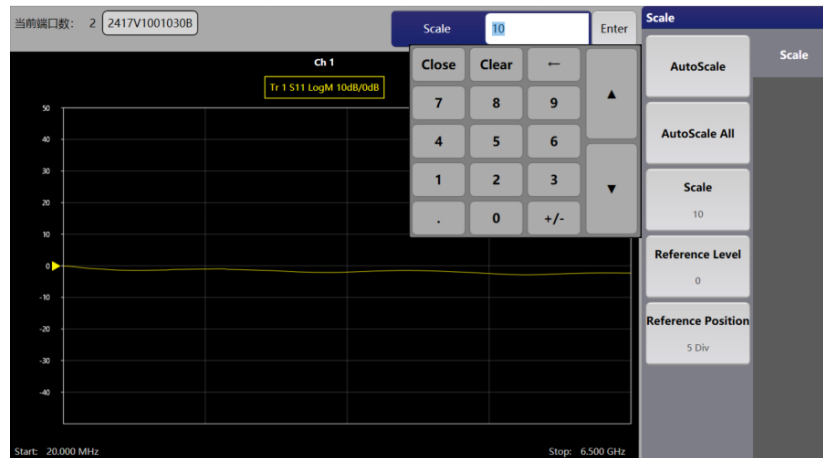 当前端口数: 2 2417V1001030B
Scale 10 Enter
Close Clear ←
7 8 9 ▲
4 5 6
1 2 3 ▼
. 0 +/-
Ch 1
Tr 1 S11 LogM 10dB/0dB
50
40
30
20
10
0
-10
-20
-30
-40
Start: 20.000 MHz
Stop: 6.500 GHz
Scale
Scale
AutoScale
AutoScale All
Scale
10
Reference Level
0
Reference Position
5 Div